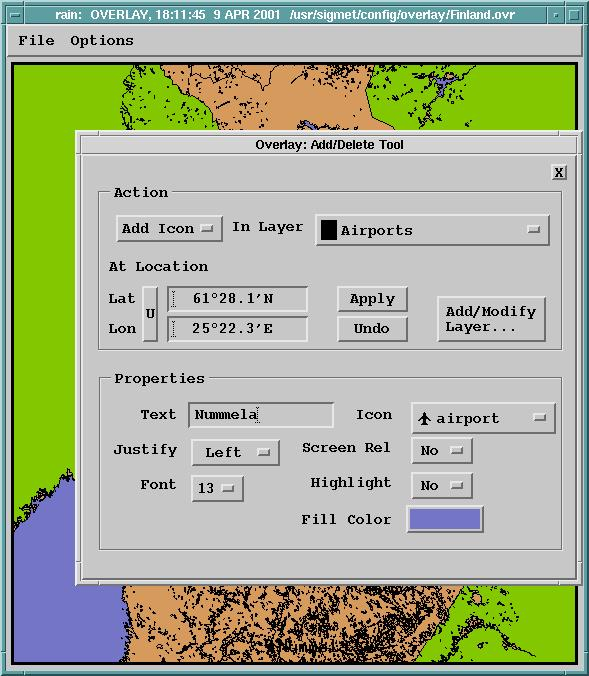 rain: OVERLAY, 18:11:45 9 APR 2001 /usr/sigmet/config/overlay/Finland.ovr
File Options
Overlay: Add/Delete Tool
X
Action
Add Icon In Layer Airports
At Location
Lat 61°28.1'N Apply
U
Add/Modify
Layer...
Lon 25°22.3'E Undo
Properties
Text Nummela Icon airport
Justify Left Screen Rel No
Font 13 Highlight No
Fill Color